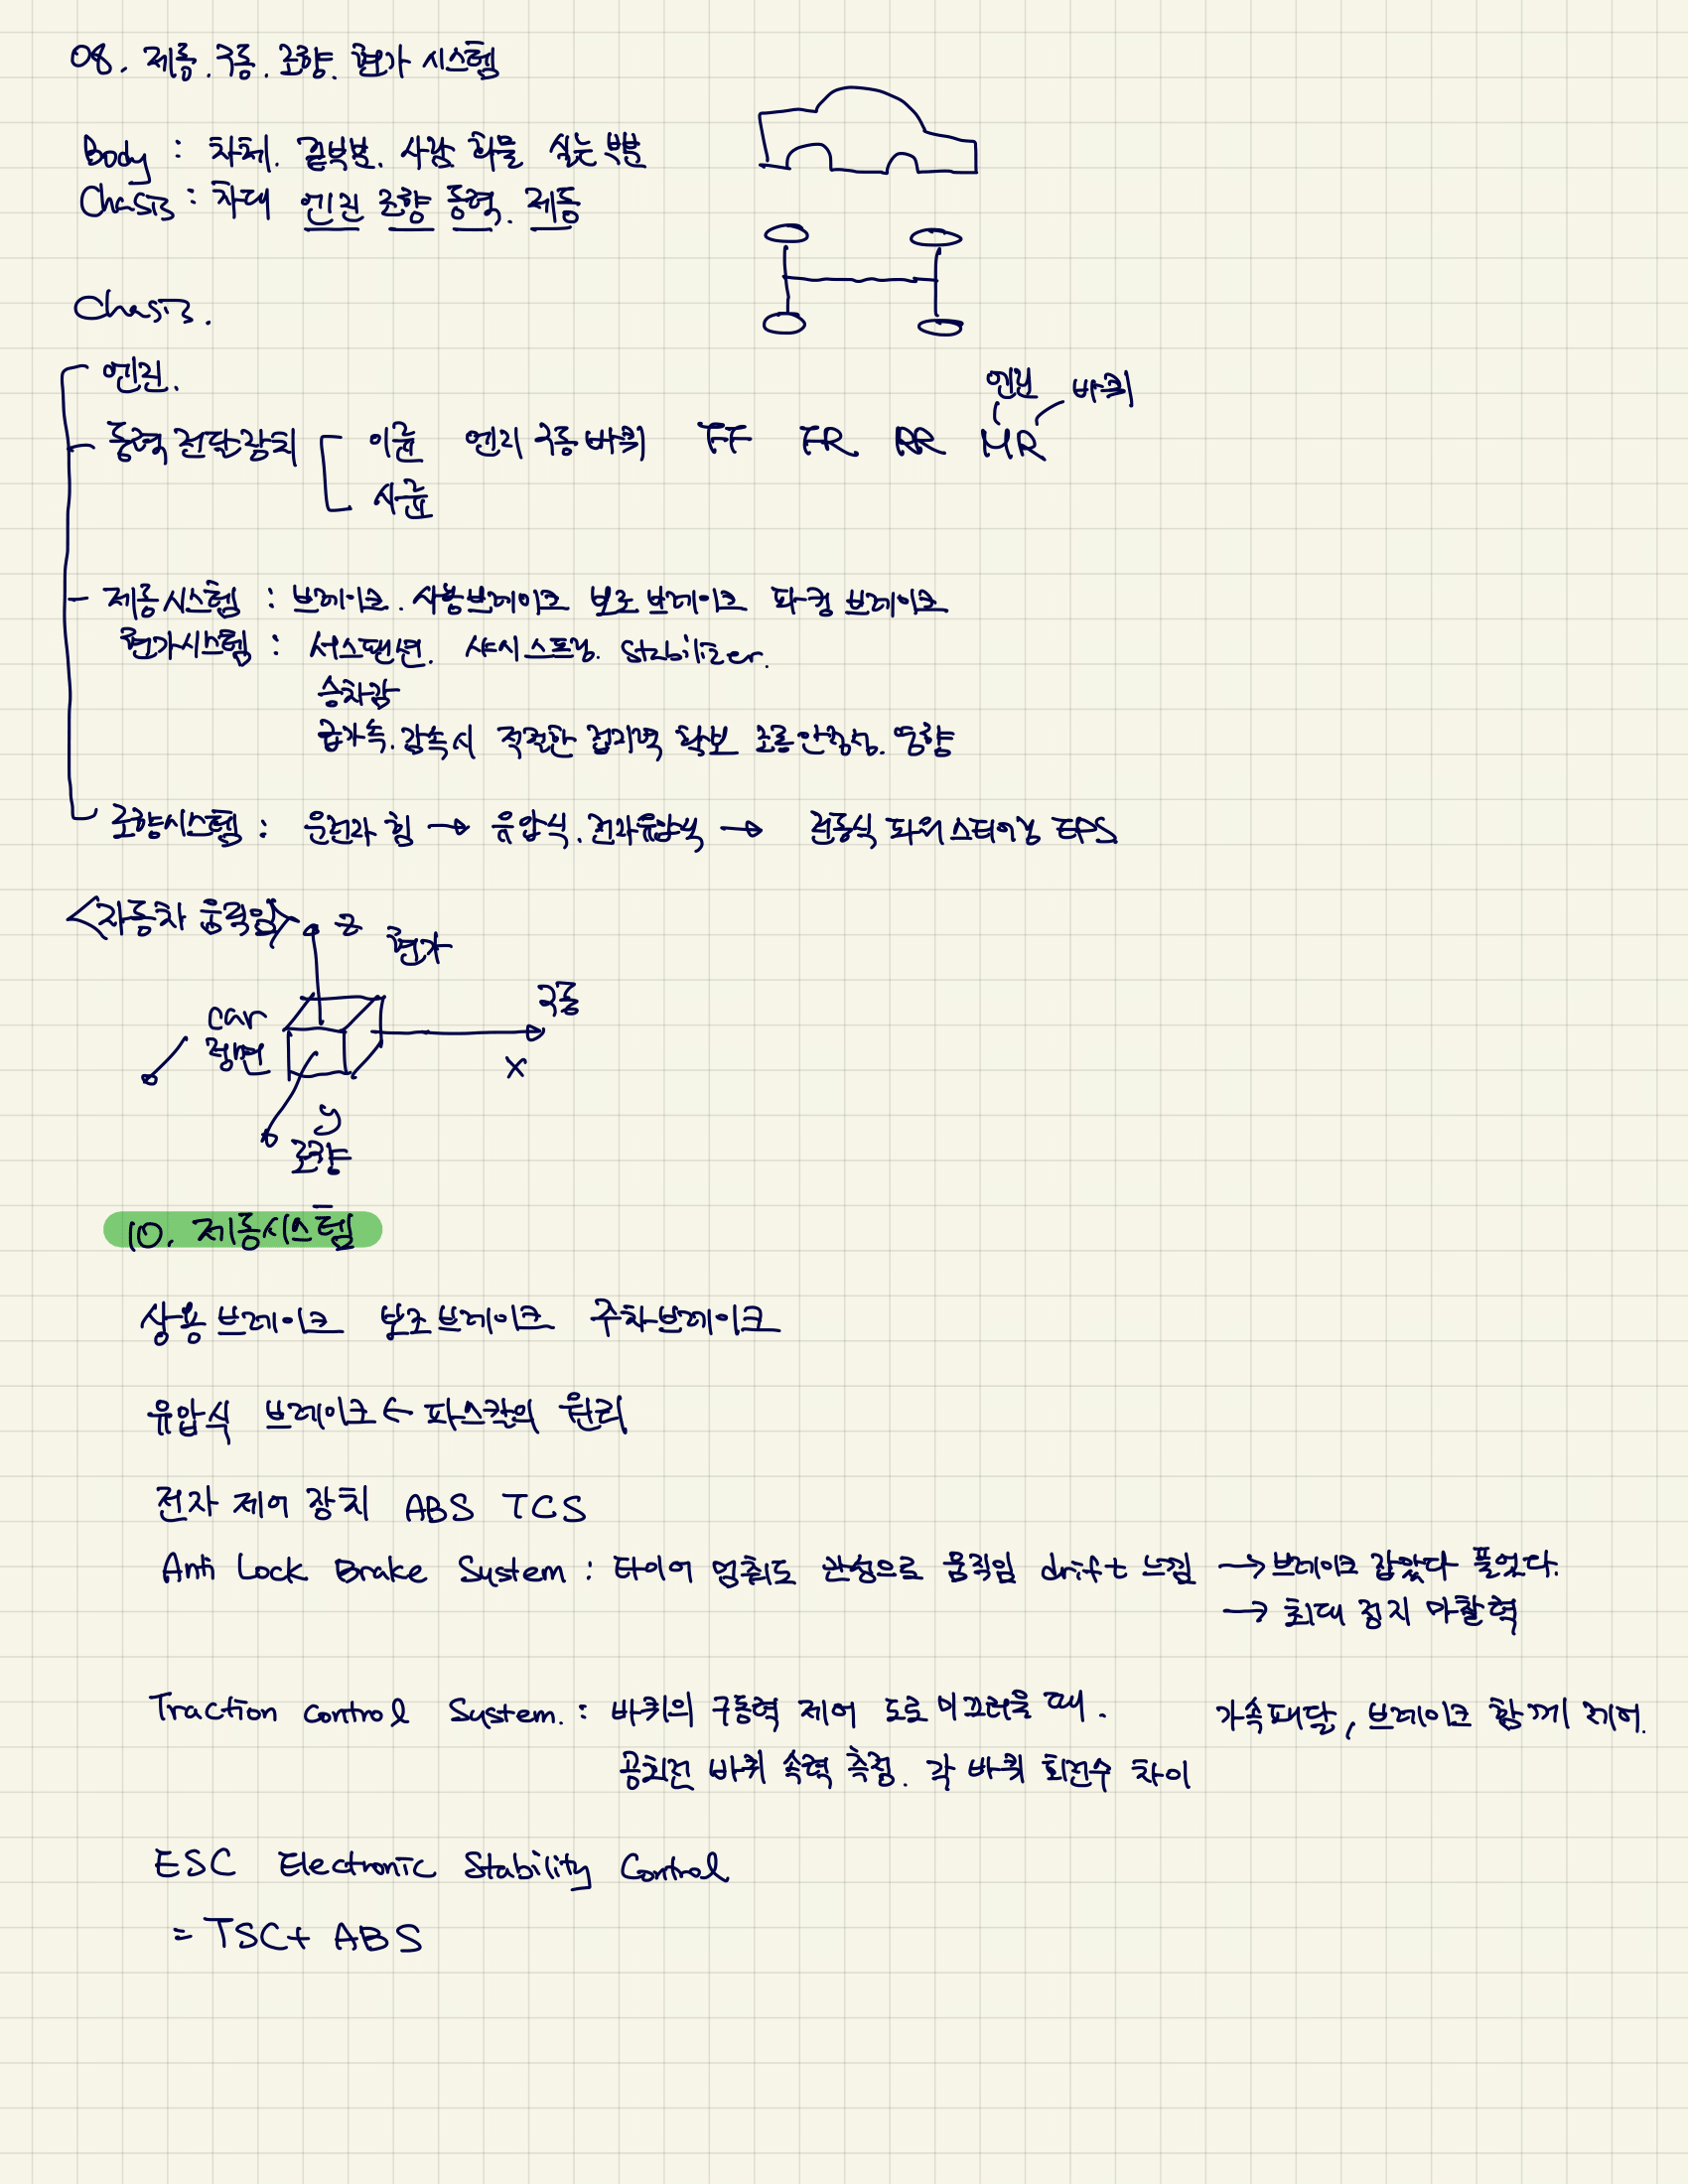 08. 제동.구동.조향.현가 시스템
Body : 차체. 겉부분. 사람 화물 싣는 부분
Chasis : 차대 엔진 조향 동력. 제동
Chasis.
엔진.
엔진 바퀴
동력 전달장치 이륜 엔진 구동바퀴 FF FR RR MR
사륜
제동시스템 : 브레이크. 사용브레이크 보조브레이크 파킹 브레이크
현가시스템 : 서스팬션. 섀시스프링. Stabilizer.
승차감
급가속.감속시 적절한 접지력 확보 조종안정성. 영향
조향시스템 : 운전자 힘 → 유압식. 전자유압식 → 전동식 파워스티어링 EPS
<자동차 움직임> z 현가
구동
car
정면
x
y
조향
10. 제동시스템
상용브레이크 보조브레이크 주차브레이크
유압식 브레이크 ← 파스칼의 원리
전자 제어 장치 ABS TCS
Anti Lock Brake System : 타이어 멈춰도 관성으로 움직임 drift 느낌 → 브레이크 잡았다 풀었다.
→ 최대 정지 마찰력
Traction Control System. : 바퀴의 구동력 제어 도로 미끄러울 때. 가속패달, 브레이크 함께 제어.
공회전 바퀴 속력 측정. 각 바퀴 회전수 차이
ESC Electronic Stability Control
= TSC+ ABS